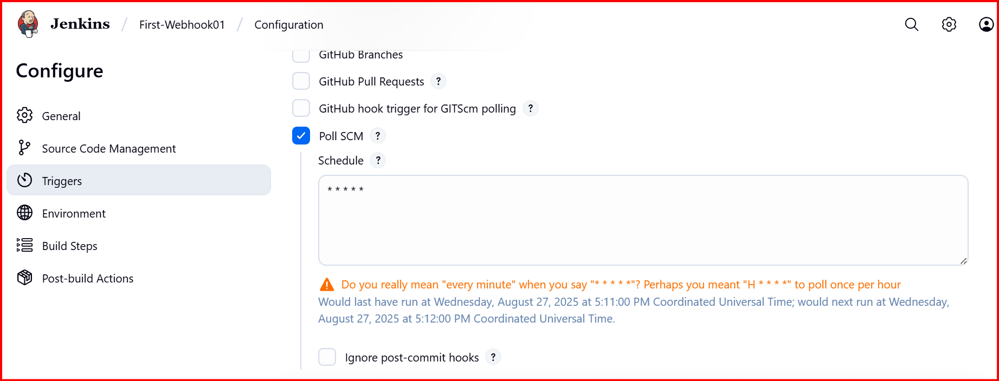 Jenkins / First-Webhook01 / Configuration
Configure
General
Source Code Management
Triggers
Environment
Build Steps
Post-build Actions
GitHub Branches
GitHub Pull Requests ?
GitHub hook trigger for GITScm polling ?
Poll SCM ?
Schedule ?
* * * * *
Do you really mean "every minute" when you say "* * * * *"? Perhaps you meant "H * * * *" to poll once per hour
Would last have run at Wednesday, August 27, 2025 at 5:11:00 PM Coordinated Universal Time; would next run at Wednesday,
August 27, 2025 at 5:12:00 PM Coordinated Universal Time.
Ignore post-commit hooks ?